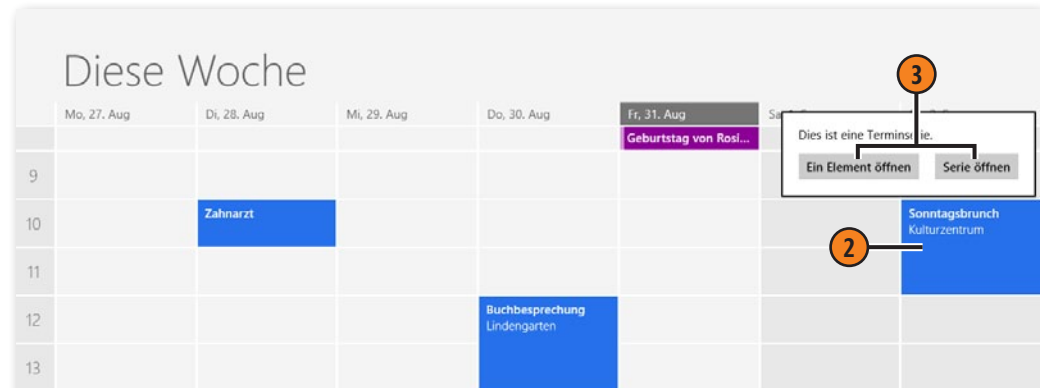 Diese Woche
3
Mo, 27. Aug Di, 28. Aug Mi, 29. Aug Do, 30. Aug Fr, 31. Aug
Geburtstag von Rosi...
Dies ist eine
Ein Element öffnen Serie öffnen
9
10 Zahnarzt Sonntagsbrunch
Kulturzentrum
2
11
12 Buchbesprechung
Lindengarten
13